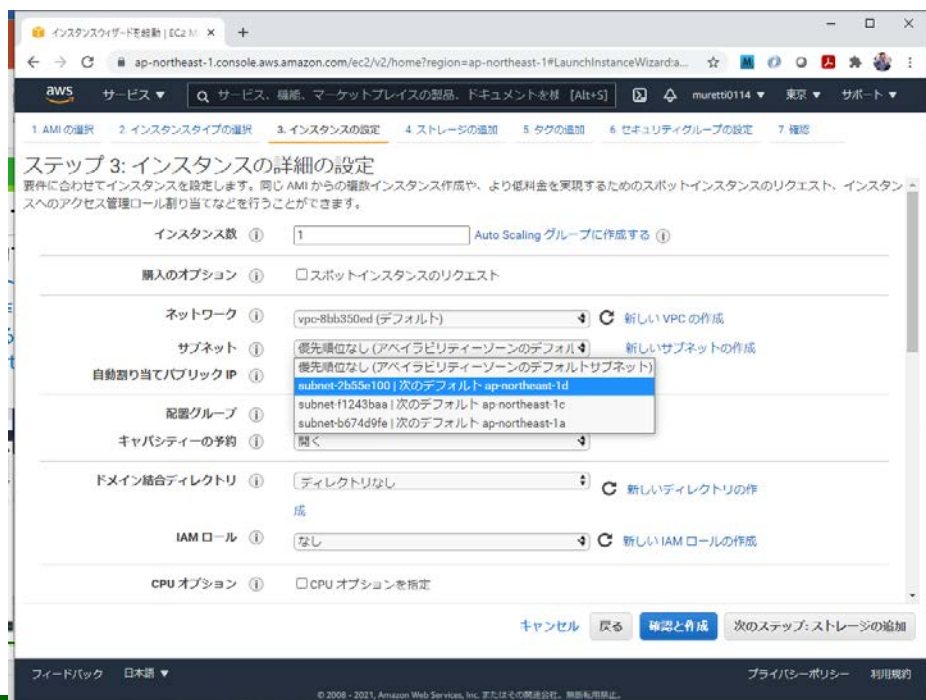 インスタンスウィザードを起動 | EC2 M
ap-northeast-1.console.aws.amazon.com/ec2/v2/home?region=ap-northeast-1#LaunchInstanceWizard:a...
aws サービス サービス、機能、マーケットプレイスの製品、ドキュメントを検 [Alt+S] muretti0114 東京 サポート
1. AMI の選択 2. インスタンスタイプの選択 3. インスタンスの設定 4. ストレージの追加 5. タグの追加 6. セキュリティグループの設定 7. 確認
ステップ 3: インスタンスの詳細の設定
要件に合わせてインスタンスを設定します。同じ AMI からの複数インスタンス作成や、より低料金を実現するためのスポットインスタンスのリクエスト、インスタン
スへのアクセス管理ロール割り当てなどを行うことができます。
インスタンス数 1 Auto Scaling グループに作成する
購入のオプション スポットインスタンスのリクエスト
ネットワーク vpc-8bb350ed (デフォルト) 新しい VPC の作成
サブネット 優先順位なし (アベイラビリティーゾーンのデフォル 新しいサブネットの作成
優先順位なし (アベイラビリティーゾーンのデフォルトサブネット)
自動割り当てパブリック IP subnet-2b55e100 | 次のデフォルト ap-northeast-1d
subnet-f1243baa | 次のデフォルト ap-northeast-1c
配置グループ subnet-b674d9fe | 次のデフォルト ap-northeast-1a
キャパシティーの予約 開く
ドメイン結合ディレクトリ ディレクトリなし 新しいディレクトリの作
成
IAM ロール なし 新しい IAM ロールの作成
CPU オプション CPU オプションを指定
キャンセル 戻る 確認と作成 次のステップ: ストレージの追加
フィードバック 日本語 プライバシーポリシー 利用規約
© 2008 - 2021, Amazon Web Services, Inc. またはその関連会社。無断転用禁止。